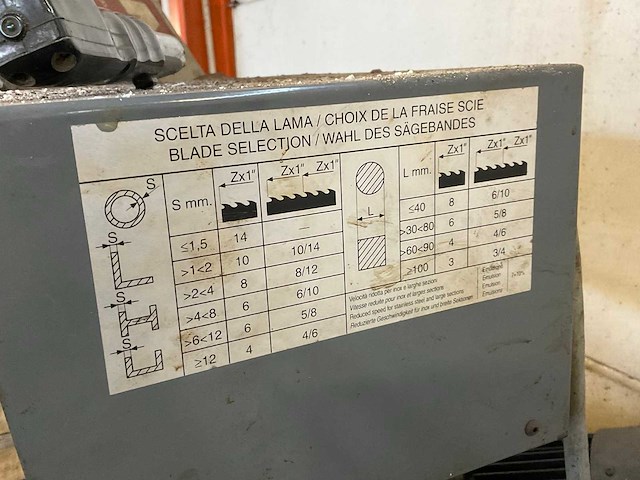 SCELTA DELLA LAMA / CHOIX DE LA FRAISE SCIE
BLADE SELECTION / WAHL DES SÄGEBANDES
S
S
S
S
S mm. Zx1" Zx1" Zx1"
≤1,5 14 —
>1<2 10 10/14
>2<4 8 8/12
>4<8 6 6/10
>6<12 6 5/8
≥12 4 4/6
L
L mm. Zx1" Zx1" Zx1"
≤40 8 6/10
>30<80 6 5/8
>60<90 4 4/6
≥100 3 3/4
Velocità ridotta per inox e larghe sezioni
Vitesse réduite pour inox et larges sections
Reduced speed for stainless steel and large sections
Reduzierte Geschwindigkeit für inox und breite Sektionen
Emulsion
Emulsion